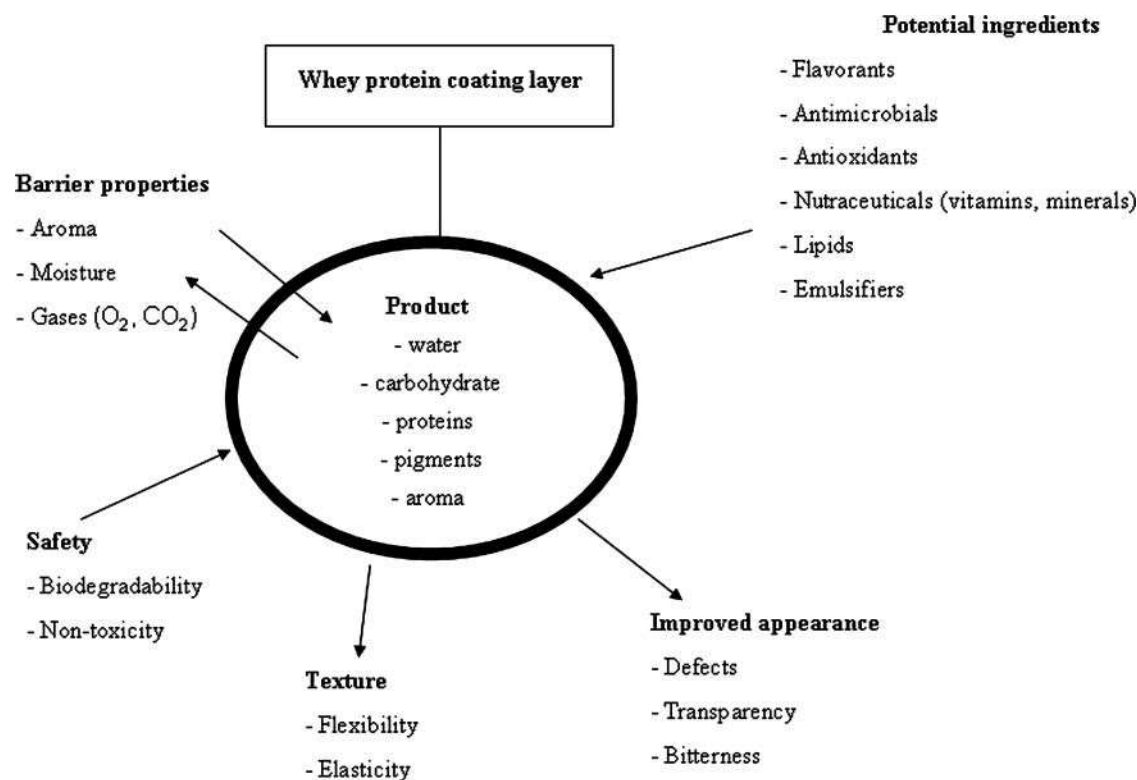 Potential ingredients
- Flavorants
- Antimicrobials
- Antioxidants
- Nutraceuticals (vitamins, minerals)
- Lipids
- Emulsifiers
Whey protein coating layer
Barrier properties
- Aroma
- Moisture
- Gases (O₂, CO₂)
Product
- water
- carbohydrate
- proteins
- pigments
- aroma
Safety
- Biodegradability
- Non-toxicity
Texture
- Flexibility
- Elasticity
Improved appearance
- Defects
- Transparency
- Bitterness